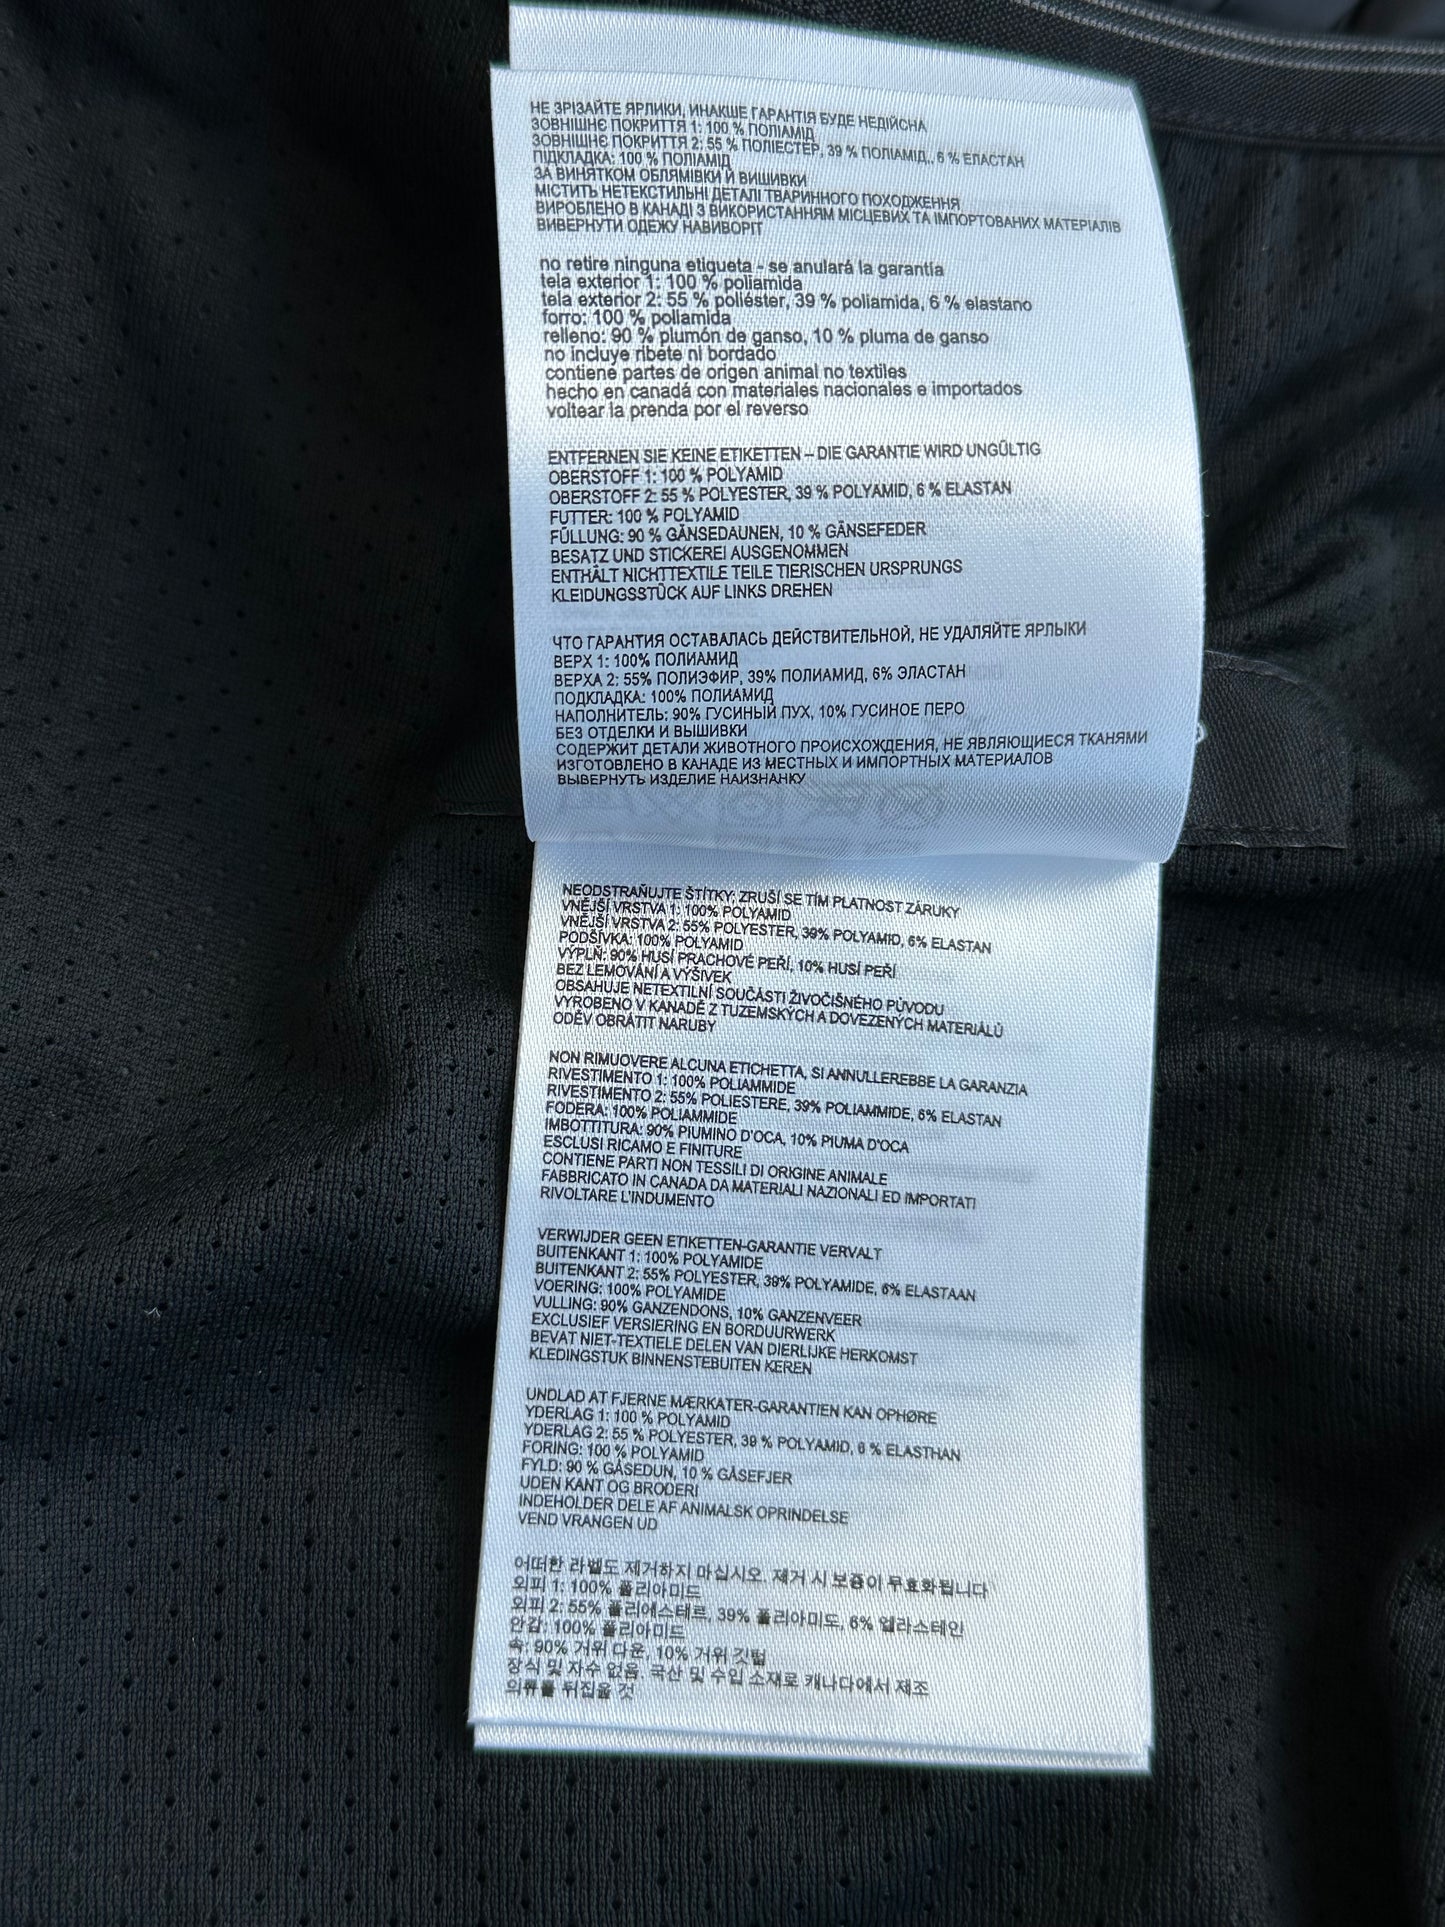 НЕ ЗРІЗАЙТЕ ЯРЛИКИ, ИНАКШЕ ГАРАНТІЯ БУДЕ НЕДІЙСНА
ЗОВНІШНЄ ПОКРИТТЯ 1: 100 % ПОЛІАМІД
ЗОВНІШНЄ ПОКРИТТЯ 2: 55 % ПОЛІЕСТЕР, 39 % ПОЛІАМІД,, 6 % ЕЛАСТАН
ПІДКЛАДКА: 100 % ПОЛІАМІД
ЗА ВИНЯТКОМ ОБЛЯМІВКИ Й ВИШИВКИ
МІСТИТЬ НЕТЕКСТИЛЬНІ ДЕТАЛІ ТВАРИННОГО ПОХОДЖЕННЯ
ВИРОБЛЕНО В КАНАДІ З ВИКОРИСТАННЯМ МІСЦЕВИХ ТА ІМПОРТОВАНИХ МАТЕРІАЛІВ
ВИВЕРНУТИ ОДЕЖУ НАВИВОРІТ
no retire ninguna etiqueta - se anulará la garantía
tela exterior 1: 100 % poliamida
tela exterior 2: 55 % poliéster, 39 % poliamida, 6 % elastano
forro: 100 % poliamida
relleno: 90 % plumón de ganso, 10 % pluma de ganso
no incluye ribete ni bordado
contiene partes de origen animal no textiles
hecho en canadá con materiales nacionales e importados
voltear la prenda por el reverso
ENTFERNEN SIE KEINE ETIKETTEN – DIE GARANTIE WIRD UNGÜLTIG
OBERSTOFF 1: 100 % POLYAMID
OBERSTOFF 2: 55 % POLYESTER, 39 % POLYAMID, 6 % ELASTAN
FUTTER: 100 % POLYAMID
FÜLLUNG: 90 % GÄNSEDAUNEN, 10 % GÄNSEFEDER
BESATZ UND STICKEREI AUSGENOMMEN
ENTHÄLT NICHTTEXTILE TEILE TIERISCHEN URSPRUNGS
KLEIDUNGSSTÜCK AUF LINKS DREHEN
ЧТО ГАРАНТИЯ ОСТАВАЛАСЬ ДЕЙСТВИТЕЛЬНОЙ, НЕ УДАЛЯЙТЕ ЯРЛЫКИ
ВЕРХ 1: 100% ПОЛИАМИД
ВЕРХА 2: 55% ПОЛИЭФИР, 39% ПОЛИАМИД, 6% ЭЛАСТАН
ПОДКЛАДКА: 100% ПОЛИАМИД
НАПОЛНИТЕЛЬ: 90% ГУСИНЫЙ ПУХ, 10% ГУСИНОЕ ПЕРО
БЕЗ ОТДЕЛКИ И ВЫШИВКИ
СОДЕРЖИТ ДЕТАЛИ ЖИВОТНОГО ПРОИСХОЖДЕНИЯ, НЕ ЯВЛЯЮЩИЕСЯ ТКАНЯМИ
ИЗГОТОВЛЕНО В КАНАДЕ ИЗ МЕСТНЫХ И ИМПОРТНЫХ МАТЕРИАЛОВ
ВЫВЕРНУТЬ ИЗДЕЛИЕ НАИЗНАНКУ
NEODSTRAŇUJTE ŠTÍTKY; ZRUŠÍ SE TÍM PLATNOST ZÁRUKY
VNĚJŠÍ VRSTVA 1: 100% POLYAMID
VNĚJŠÍ VRSTVA 2: 55% POLYESTER, 39% POLYAMID, 6% ELASTAN
PODŠÍVKA: 100% POLYAMID
VÝPLŇ: 90% HUSÍ PRACHOVÉ PEŘÍ, 10% HUSÍ PEŘÍ
BEZ LEMOVÁNÍ A VÝŠIVEK
OBSAHUJE NETEXTILNÍ SOUČÁSTI ŽIVOČIŠNÉHO PŮVODU
VYROBENO V KANADĚ Z TUZEMSKÝCH A DOVEZENÝCH MATERIÁLŮ
ODĚV OBRÁTIT NARUBY
NON RIMUOVERE ALCUNA ETICHETTA, SI ANNULLEREBBE LA GARANZIA
RIVESTIMENTO 1: 100% POLIAMMIDE
RIVESTIMENTO 2: 55% POLIESTERE, 39% POLIAMMIDE, 6% ELASTAN
FODERA: 100% POLIAMMIDE
IMBOTTITURA: 90% PIUMINO D'OCA, 10% PIUMA D'OCA
ESCLUSI RICAMO E FINITURE
CONTIENE PARTI NON TESSILI DI ORIGINE ANIMALE
FABBRICATO IN CANADA DA MATERIALI NAZIONALI ED IMPORTATI
RIVOLTARE L'INDUMENTO
VERWIJDER GEEN ETIKETTEN-GARANTIE VERVALT
BUITENKANT 1: 100% POLYAMIDE
BUITENKANT 2: 55% POLYESTER, 39% POLYAMIDE, 6% ELASTAAN
VOERING: 100% POLYAMIDE
VULLING: 90% GANZENDONS, 10% GANZENVEER
EXCLUSIEF VERSIERING EN BORDUURWERK
BEVAT NIET-TEXTIELE DELEN VAN DIERLIJKE HERKOMST
KLEDINGSTUK BINNENSTEBUITEN KEREN
UNDLAD AT FJERNE MÆRKATER-GARANTIEN KAN OPHØRE
YDERLAG 1: 100 % POLYAMID
YDERLAG 2: 55 % POLYESTER, 39 % POLYAMID, 6 % ELASTHAN
FORING: 100 % POLYAMID
FYLD: 90 % GÅSEDUN, 10 % GÅSEFJER
UDEN KANT OG BRODERI
INDEHOLDER DELE AF ANIMALSK OPRINDELSE
VEND VRANGEN UD
어떠한 라벨도 제거하지 마십시오. 제거 시 보증이 무효화됩니다
외피 1: 100% 폴리아미드
외피 2: 55% 폴리에스테르, 39% 폴리아미드, 6% 엘라스테인
안감: 100% 폴리아미드
속: 90% 거위 다운, 10% 거위 깃털
장식 및 자수 없음. 국산 및 수입 소재로 캐나다에서 제조
의류를 뒤집을 것